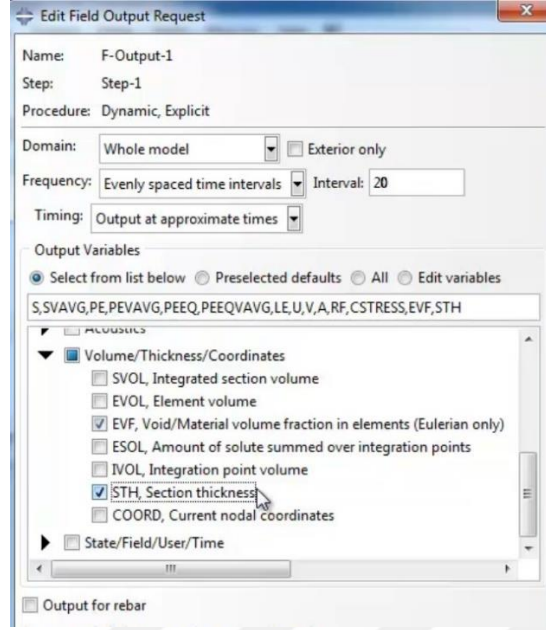 Edit Field Output Request
Name: F-Output-1
Step: Step-1
Procedure: Dynamic, Explicit
Domain: Whole model Exterior only
Frequency: Evenly spaced time intervals Interval: 20
Timing: Output at approximate times
Output Variables
Select from list below Preselected defaults All Edit variables
S,SVAVG,PE,PEVAVG,PEEQ,PEEQVAVG,LE,U,V,A,RF,CSTRESS,EVF,STH
Acoustics
Volume/Thickness/Coordinates
SVOL, Integrated section volume
EVOL, Element volume
EVF, Void/Material volume fraction in elements (Eulerian only)
ESOL, Amount of solute summed over integration points
IVOL, Integration point volume
STH, Section thickness
COORD, Current nodal coordinates
State/Field/User/Time
Output for rebar